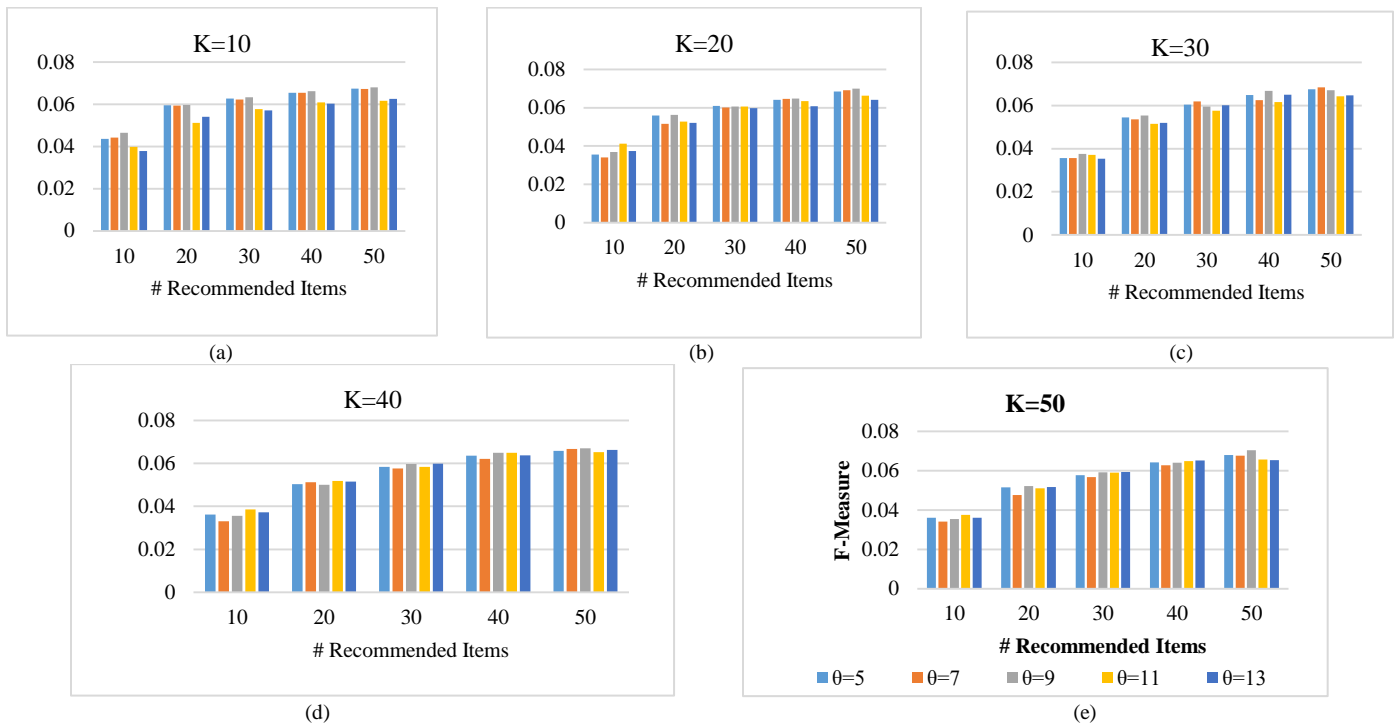 K=10
0.08
0.06
0.04
0.02
0
10 20 30 40 50
# Recommended Items
(a)
K=20
0.08
0.06
0.04
0.02
0
10 20 30 40 50
# Recommended Items
(b)
K=30
0.08
0.06
0.04
0.02
0
10 20 30 40 50
# Recommended Items
(c)
K=40
0.08
0.06
0.04
0.02
0
10 20 30 40 50
# Recommended Items
(d)
K=50
F-Measure
0.08
0.06
0.04
0.02
0
10 20 30 40 50
# Recommended Items
θ=5 θ=7 θ=9 θ=11 θ=13
(e)